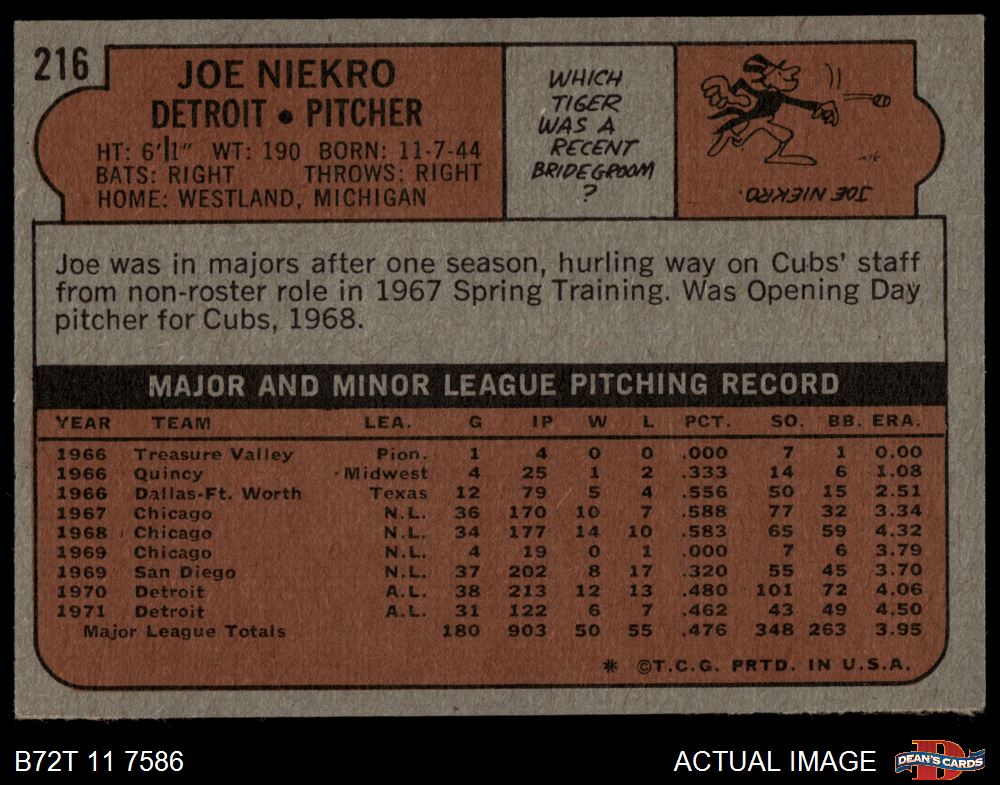 216
JOE NIEKRO
DETROIT • PITCHER
HT: 6'1" WT: 190 BORN: 11-7-44
BATS: RIGHT THROWS: RIGHT
HOME: WESTLAND, MICHIGAN
WHICH
TIGER
WAS A
RECENT
BRIDEGROOM
?
JOE NIEKRO.
Joe was in majors after one season, hurling way on Cubs' staff
from non-roster role in 1967 Spring Training. Was Opening Day
pitcher for Cubs, 1968.
MAJOR AND MINOR LEAGUE PITCHING RECORD
YEAR TEAM LEA. G IP W L PCT. SO. BB. ERA.
1966 Treasure Valley Pion. 1 4 0 0 .000 7 1 0.00
1966 Quincy Midwest 4 25 1 2 .333 14 6 1.08
1966 Dallas-Ft. Worth Texas 12 79 5 4 .556 50 15 2.51
1967 Chicago N.L. 36 170 10 7 .588 77 32 3.34
1968 Chicago N.L. 34 177 14 10 .583 65 59 4.32
1969 Chicago N.L. 4 19 0 1 .000 7 6 3.79
1969 San Diego N.L. 37 202 8 17 .320 55 45 3.70
1970 Detroit A.L. 38 213 12 13 .480 101 72 4.06
1971 Detroit A.L. 31 122 6 7 .462 43 49 4.50
Major League Totals 180 903 50 55 .476 348 263 3.95
* ©T.C.G. PRTD. IN U.S.A.
B72T 11 7586
ACTUAL IMAGE
DEAN'S CARDS